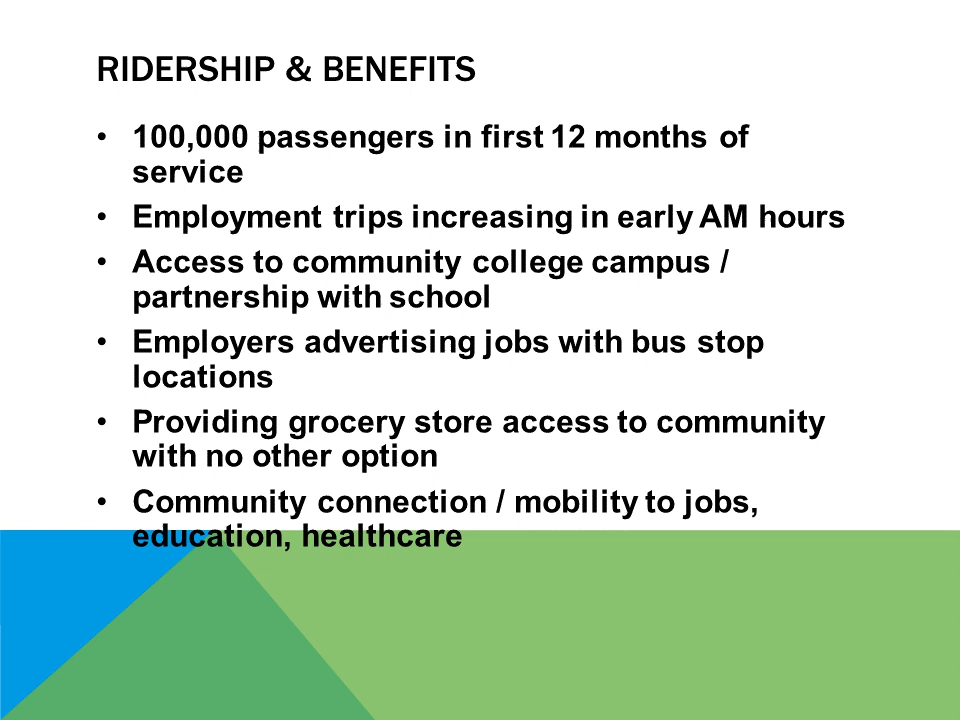 RIDERSHIP & BENEFITS
• 100,000 passengers in first 12 months of
service
• Employment trips increasing in early AM hours
• Access to community college campus /
partnership with school
• Employers advertising jobs with bus stop
locations
• Providing grocery store access to community
with no other option
• Community connection / mobility to jobs,
education, healthcare